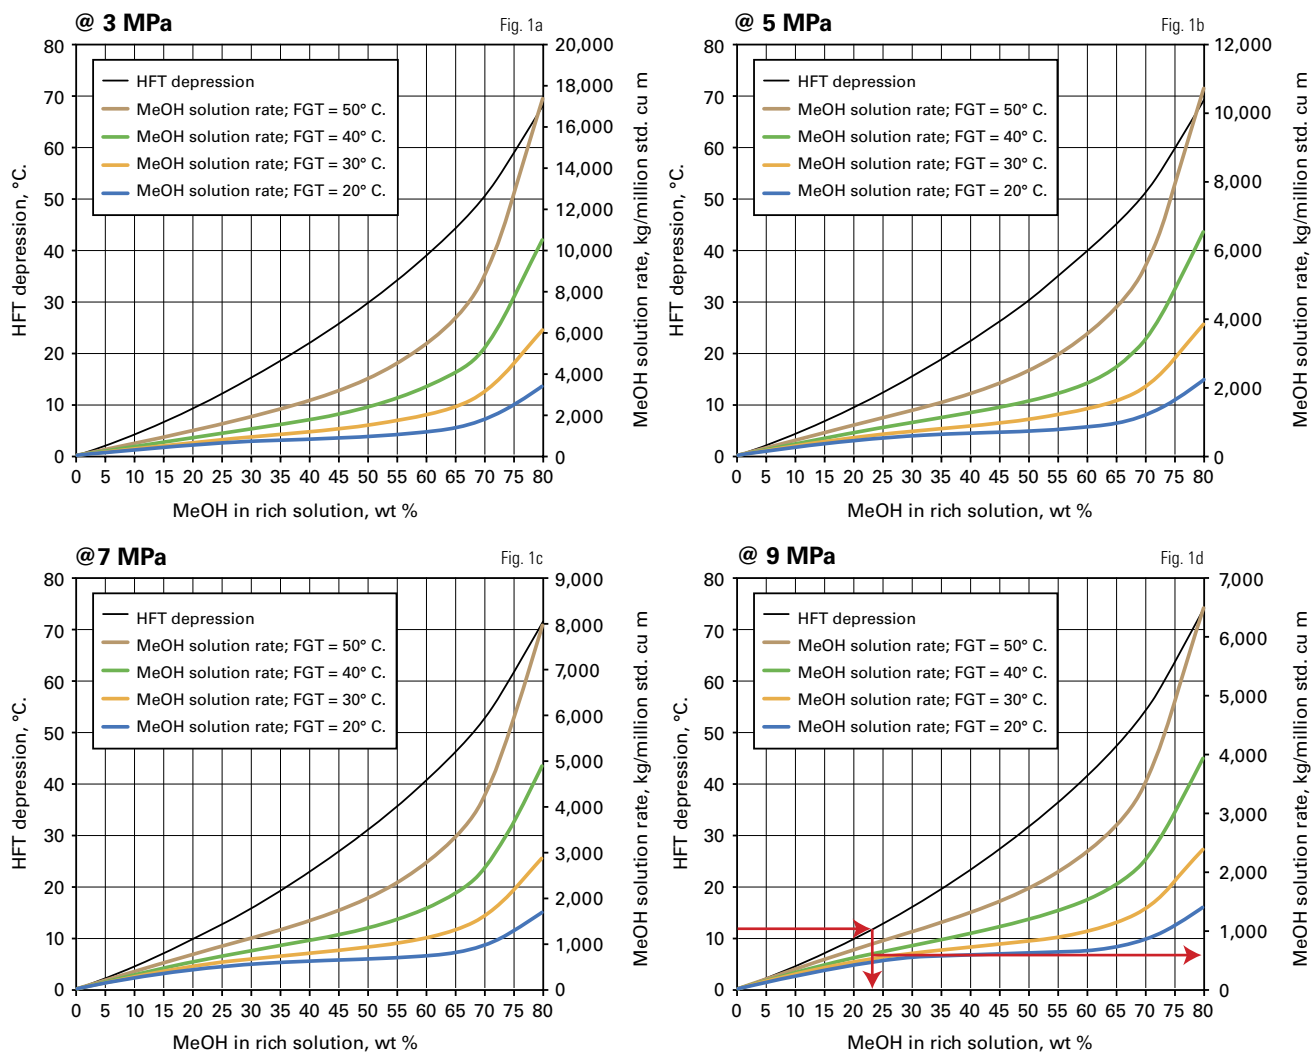 @ 3 MPa
Fig. 1a
HFT depression
MeOH solution rate; FGT = 50° C.
MeOH solution rate; FGT = 40° C.
MeOH solution rate; FGT = 30° C.
MeOH solution rate; FGT = 20° C.
HFT depression, °C.
80
70
60
50
40
30
20
10
0
20,000
18,000
16,000
14,000
12,000
10,000
8,000
6,000
4,000
2,000
0
MeOH solution rate, kg/million std. cu m
0 5 10 15 20 25 30 35 40 45 50 55 60 65 70 75 80
MeOH in rich solution, wt %
@ 5 MPa
Fig. 1b
HFT depression
MeOH solution rate; FGT = 50° C.
MeOH solution rate; FGT = 40° C.
MeOH solution rate; FGT = 30° C.
MeOH solution rate; FGT = 20° C.
HFT depression, °C.
80
70
60
50
40
30
20
10
0
12,000
10,000
8,000
6,000
4,000
2,000
0
MeOH solution rate, kg/million std. cu m
0 5 10 15 20 25 30 35 40 45 50 55 60 65 70 75 80
MeOH in rich solution, wt %
@7 MPa
Fig. 1c
HFT depression
MeOH solution rate; FGT = 50° C.
MeOH solution rate; FGT = 40° C.
MeOH solution rate; FGT = 30° C.
MeOH solution rate; FGT = 20° C.
HFT depression, °C.
80
70
60
50
40
30
20
10
0
9,000
8,000
7,000
6,000
5,000
4,000
3,000
2,000
1,000
0
MeOH solution rate, kg/million std. cu m
0 5 10 15 20 25 30 35 40 45 50 55 60 65 70 75 80
MeOH in rich solution, wt %
@ 9 MPa
Fig. 1d
HFT depression
MeOH solution rate; FGT = 50° C.
MeOH solution rate; FGT = 40° C.
MeOH solution rate; FGT = 30° C.
MeOH solution rate; FGT = 20° C.
HFT depression, °C.
80
70
60
50
40
30
20
10
0
7,000
6,000
5,000
4,000
3,000
2,000
1,000
0
MeOH solution rate, kg/million std. cu m
0 5 10 15 20 25 30 35 40 45 50 55 60 65 70 75 80
MeOH in rich solution, wt %